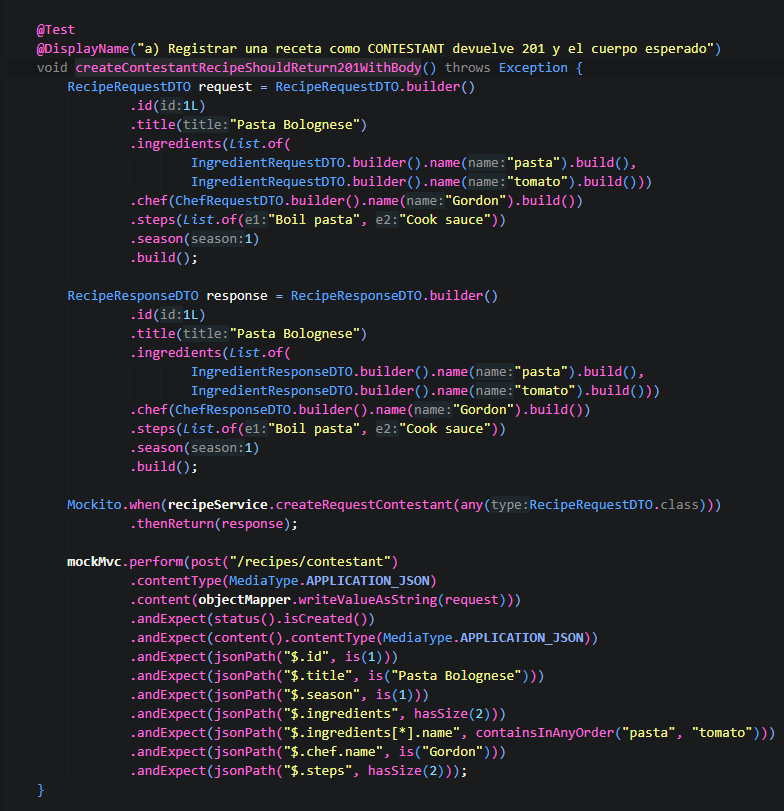 @Test
@DisplayName("a) Registrar una receta como CONTESTANT devuelve 201 y el cuerpo esperado")
void createContestantRecipeShouldReturn201WithBody() throws Exception {
RecipeRequestDTO request = RecipeRequestDTO.builder()
.id(id:1L)
.title(title:"Pasta Bolognese")
.ingredients(List.of(
IngredientRequestDTO.builder().name(name:"pasta").build(),
IngredientRequestDTO.builder().name(name:"tomato").build()))
.chef(ChefRequestDTO.builder().name(name:"Gordon").build())
.steps(List.of(e1:"Boil pasta", e2:"Cook sauce"))
.season(season:1)
.build();
RecipeResponseDTO response = RecipeResponseDTO.builder()
.id(id:1L)
.title(title:"Pasta Bolognese")
.ingredients(List.of(
IngredientResponseDTO.builder().name(name:"pasta").build(),
IngredientResponseDTO.builder().name(name:"tomato").build()))
.chef(ChefResponseDTO.builder().name(name:"Gordon").build())
.steps(List.of(e1:"Boil pasta", e2:"Cook sauce"))
.season(season:1)
.build();
Mockito.when(recipeService.createRequestContestant(any(type:RecipeRequestDTO.class)))
.thenReturn(response);
mockMvc.perform(post("/recipes/contestant")
.contentType(MediaType.APPLICATION_JSON)
.content(objectMapper.writeValueAsString(request)))
.andExpect(status().isCreated())
.andExpect(content().contentType(MediaType.APPLICATION_JSON))
.andExpect(jsonPath("$.id", is(1)))
.andExpect(jsonPath("$.title", is("Pasta Bolognese")))
.andExpect(jsonPath("$.season", is(1)))
.andExpect(jsonPath("$.ingredients", hasSize(2)))
.andExpect(jsonPath("$.ingredients[*].name", containsInAnyOrder("pasta", "tomato")))
.andExpect(jsonPath("$.chef.name", is("Gordon")))
.andExpect(jsonPath("$.steps", hasSize(2)));
}